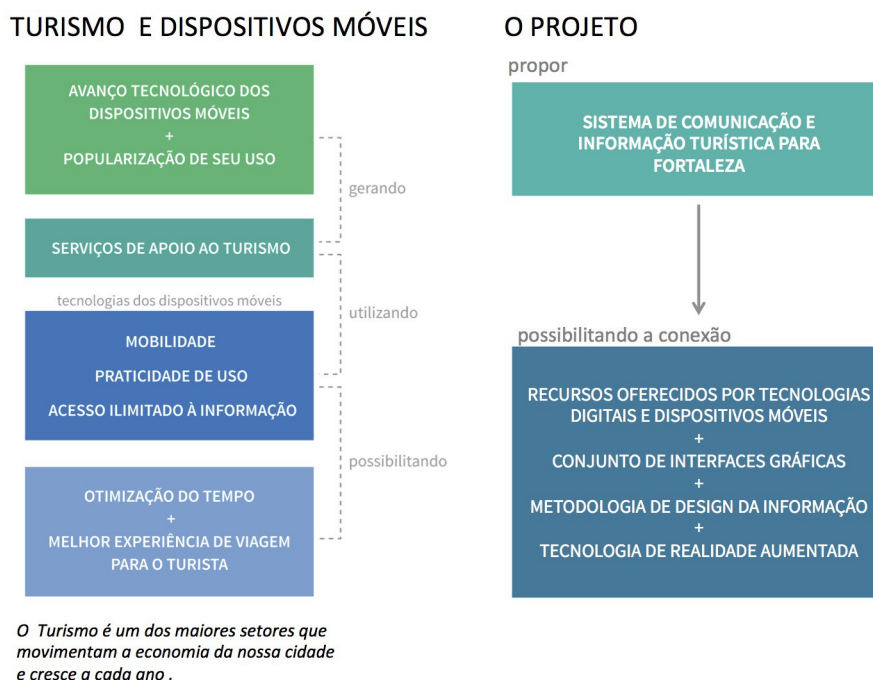 TURISMO E DISPOSITIVOS MÓVEIS
AVANÇO TECNOLÓGICO DOS
DISPOSITIVOS MÓVEIS
+
POPULARIZAÇÃO DE SEU USO
gerando
SERVIÇOS DE APOIO AO TURISMO
utilizando
tecnologias dos dispositivos móveis
MOBILIDADE
PRATICIDADE DE USO
ACESSO ILIMITADO À INFORMAÇÃO
possibilitando
OTIMIZAÇÃO DO TEMPO
+
MELHOR EXPERIÊNCIA DE VIAGEM
PARA O TURISTA
O Turismo é um dos maiores setores que
movimentam a economia da nossa cidade
e cresce a cada ano .
O PROJETO
propor
SISTEMA DE COMUNICAÇÃO E
INFORMAÇÃO TURÍSTICA PARA
FORTALEZA
possibilitando a conexão
RECURSOS OFERECIDOS POR TECNOLOGIAS
DIGITAIS E DISPOSITIVOS MÓVEIS
+
CONJUNTO DE INTERFACES GRÁFICAS
+
METODOLOGIA DE DESIGN DA INFORMAÇÃO
+
TECNOLOGIA DE REALIDADE AUMENTADA